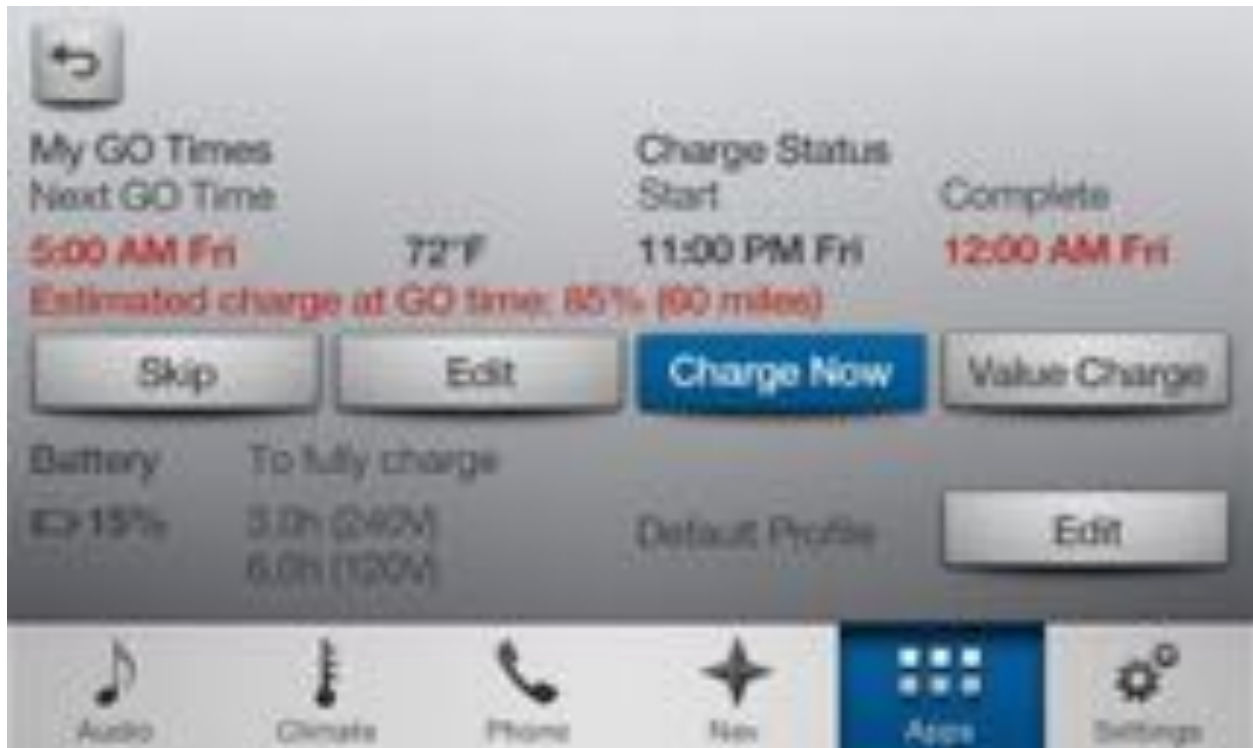 My GO Times
Charge Status
Next GO Time
Start
Complete
5:00 AM Fri
72°F
11:00 PM Fri
12:00 AM Fri
Estimated charge at GO time: 85% (60 miles)
Skip
Edit
Charge Now
Value Charge
Battery
To fully charge
15%
3.0h (240V)
Default Profile
Edit
6.0h (120V)
Audio
Climate
Phone
Nav
Apps
Settings